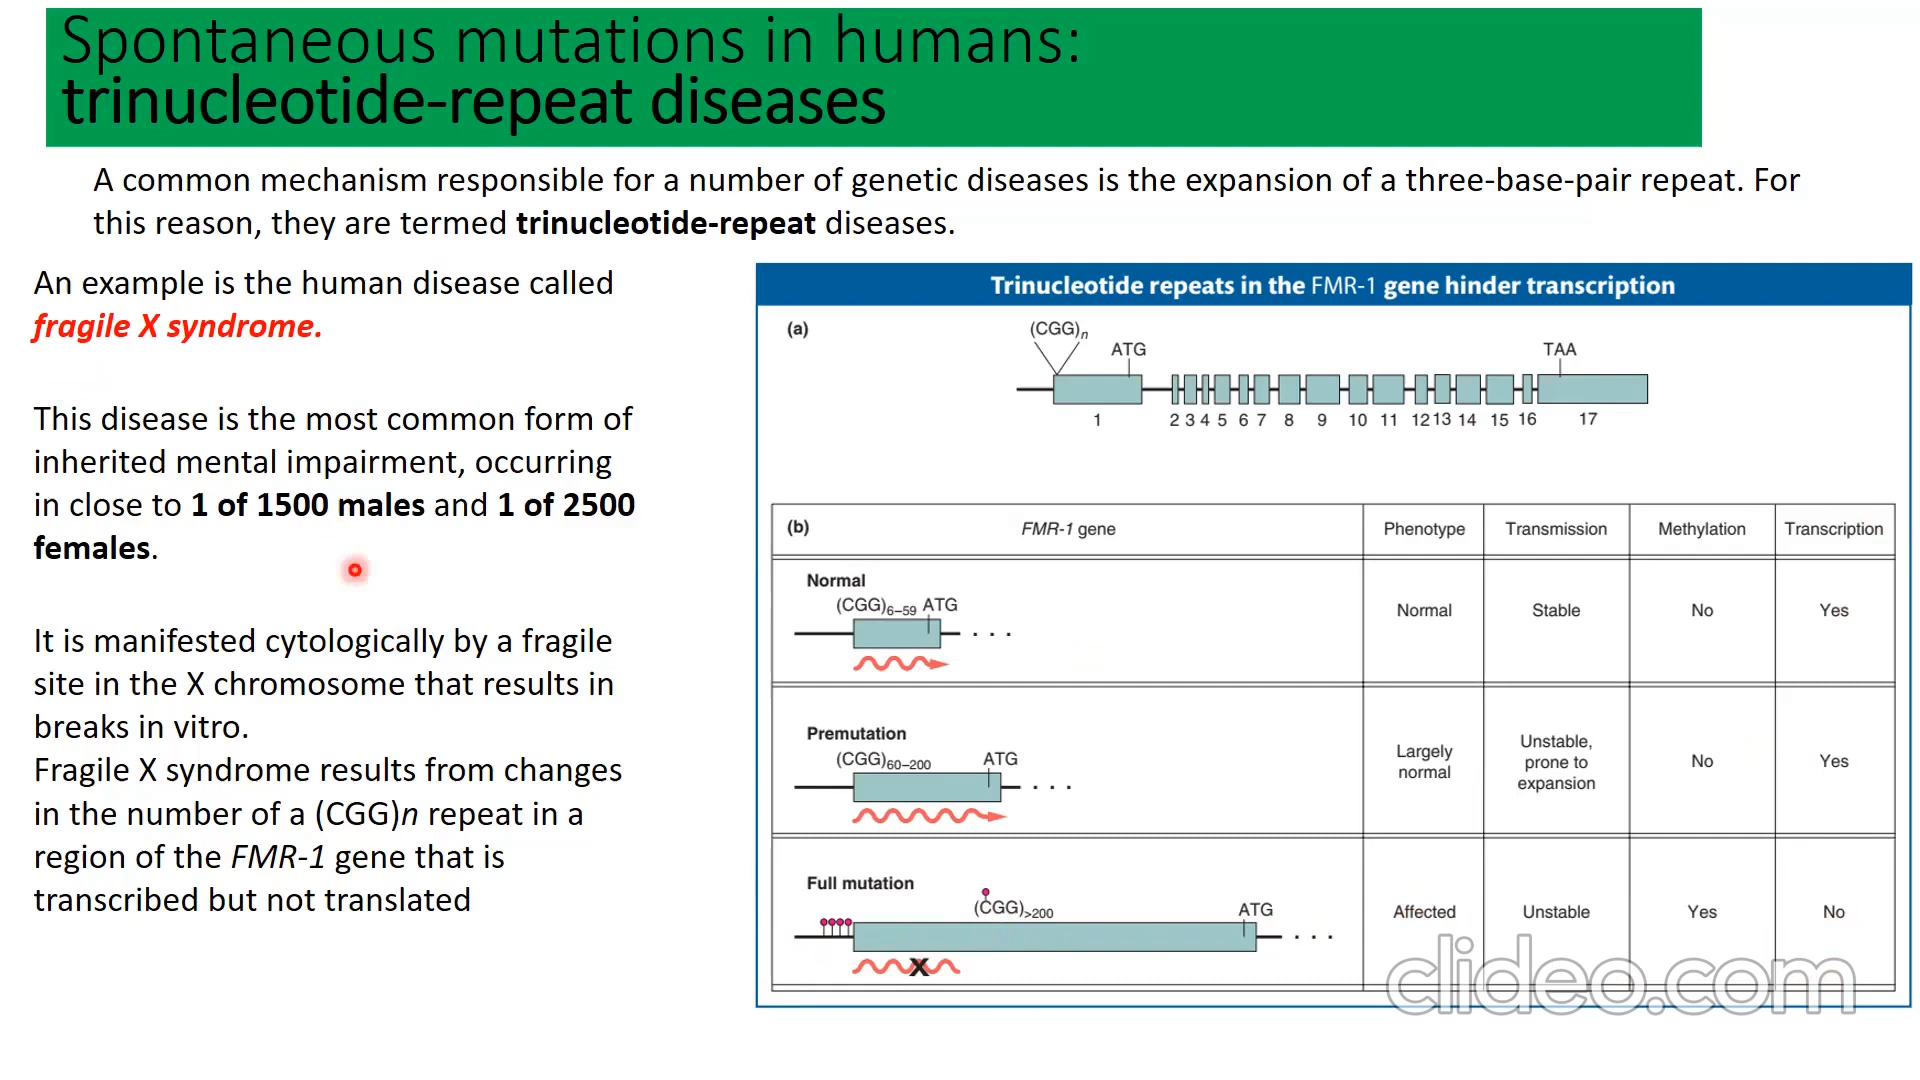 Spontaneous mutations in humans:
trinucleotide-repeat diseases
A common mechanism responsible for a number of genetic diseases is the expansion of a three-base-pair repeat. For
this reason, they are termed trinucleotide-repeat diseases.
An example is the human disease called
fragile X syndrome.
This disease is the most common form of
inherited mental impairment, occurring
in close to 1 of 1500 males and 1 of 2500
females.
It is manifested cytologically by a fragile
site in the X chromosome that results in
breaks in vitro.
Fragile X syndrome results from changes
in the number of a (CGG)n repeat in a
region of the FMR-1 gene that is
transcribed but not translated
Trinucleotide repeats in the FMR-1 gene hinder transcription
(a)
(CGG)n
ATG
TAA
1 2 3 4 5 6 7 8 9 10 11 12 13 14 15 16 17
(b) FMR-1 gene Phenotype Transmission Methylation Transcription
Normal
(CGG)6–59 ATG
Normal Stable No Yes
Premutation
(CGG)60–200 ATG
Largely
normal
Unstable,
prone to
expansion
No Yes
Full mutation
(CGG)>200 ATG
X
Affected Unstable Yes No
clideo.com